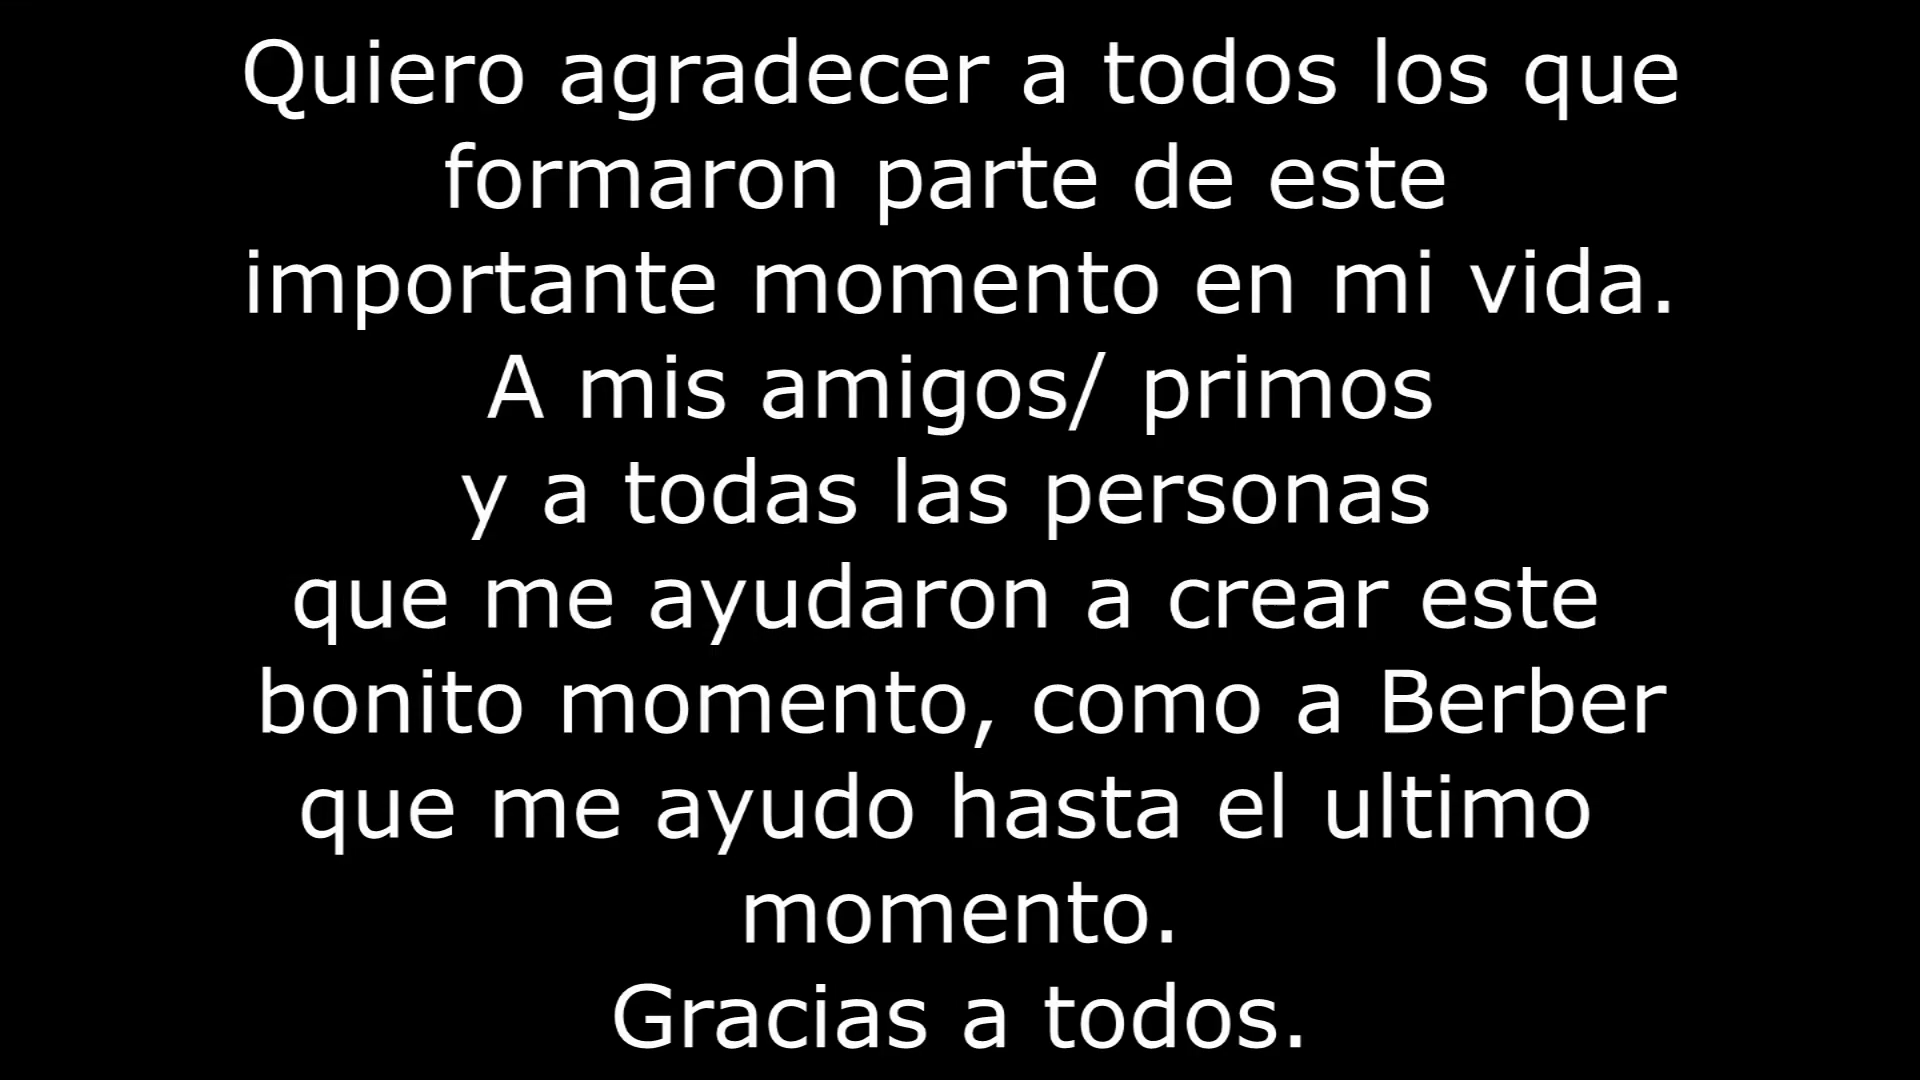 Quiero agradecer a todos los que
formaron parte de este
importante momento en mi vida.
A mis amigos/ primos
y a todas las personas
que me ayudaron a crear este
bonito momento, como a Berber
que me ayudo hasta el ultimo
momento.
Gracias a todos.